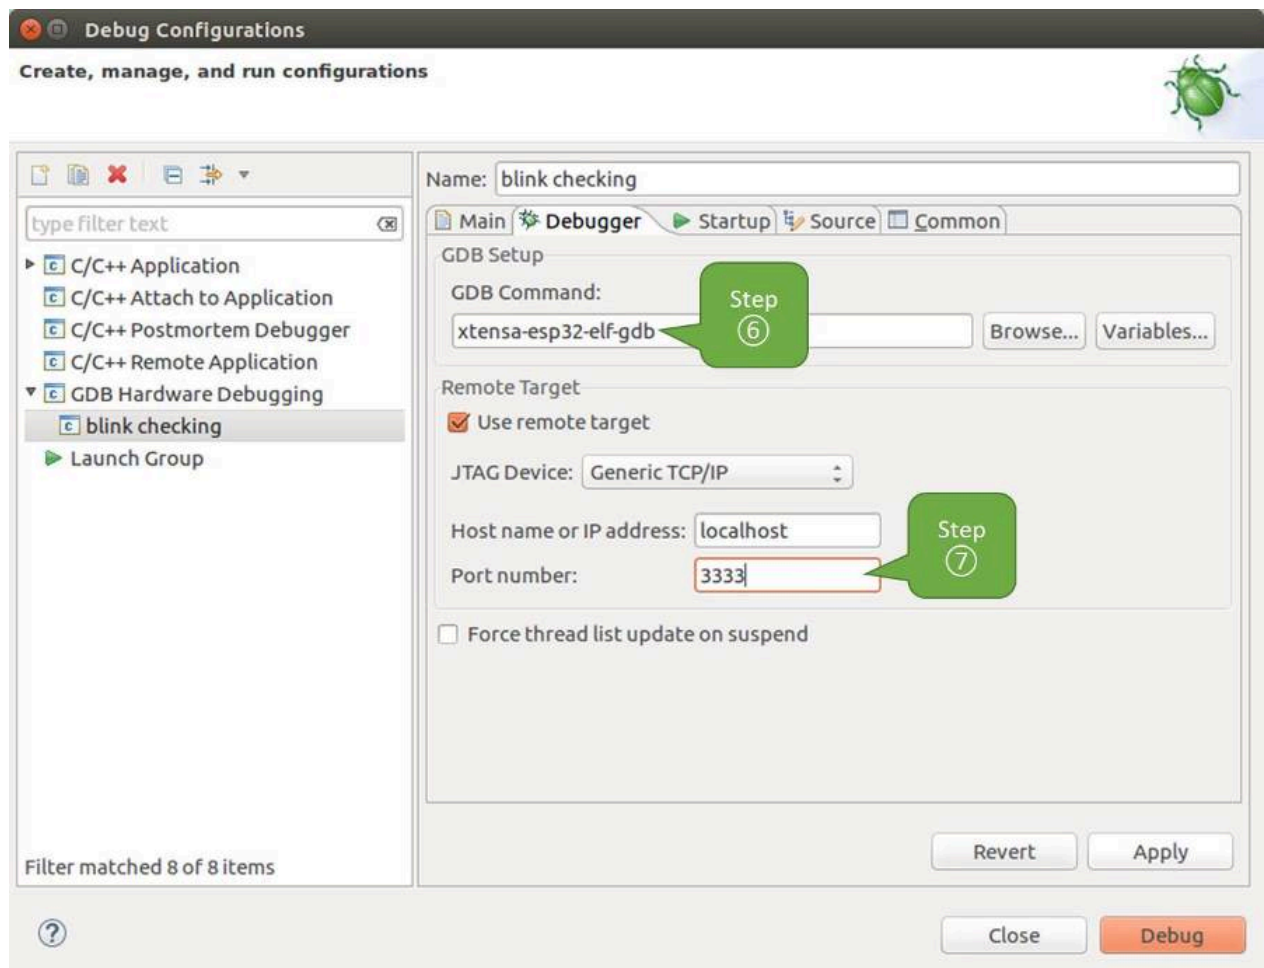 Debug Configurations
Create, manage, and run configurations
type filter text
C/C++ Application
C/C++ Attach to Application
C/C++ Postmortem Debugger
C/C++ Remote Application
GDB Hardware Debugging
blink checking
Launch Group
Filter matched 8 of 8 items
Name: blink checking
Main Debugger Startup Source Common
GDB Setup
GDB Command:
xtensa-esp32-elf-gdb Browse... Variables...
Step
⑥
Remote Target
Use remote target
JTAG Device: Generic TCP/IP
Host name or IP address: localhost
Port number: 3333
Step
⑦
Force thread list update on suspend
Revert Apply
? Close Debug